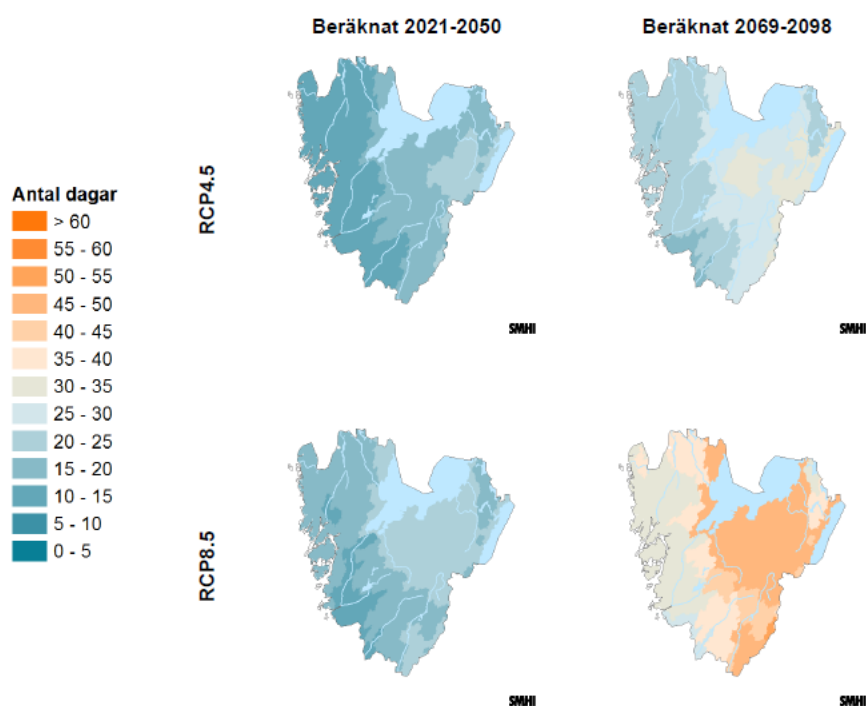 Beräknat 2021-2050
Beräknat 2069-2098
RCP4.5
SMHI
SMHI
Antal dagar
> 60
55 - 60
50 - 55
45 - 50
40 - 45
35 - 40
30 - 35
25 - 30
20 - 25
15 - 20
10 - 15
5 - 10
0 - 5
RCP8.5
SMHI
SMHI